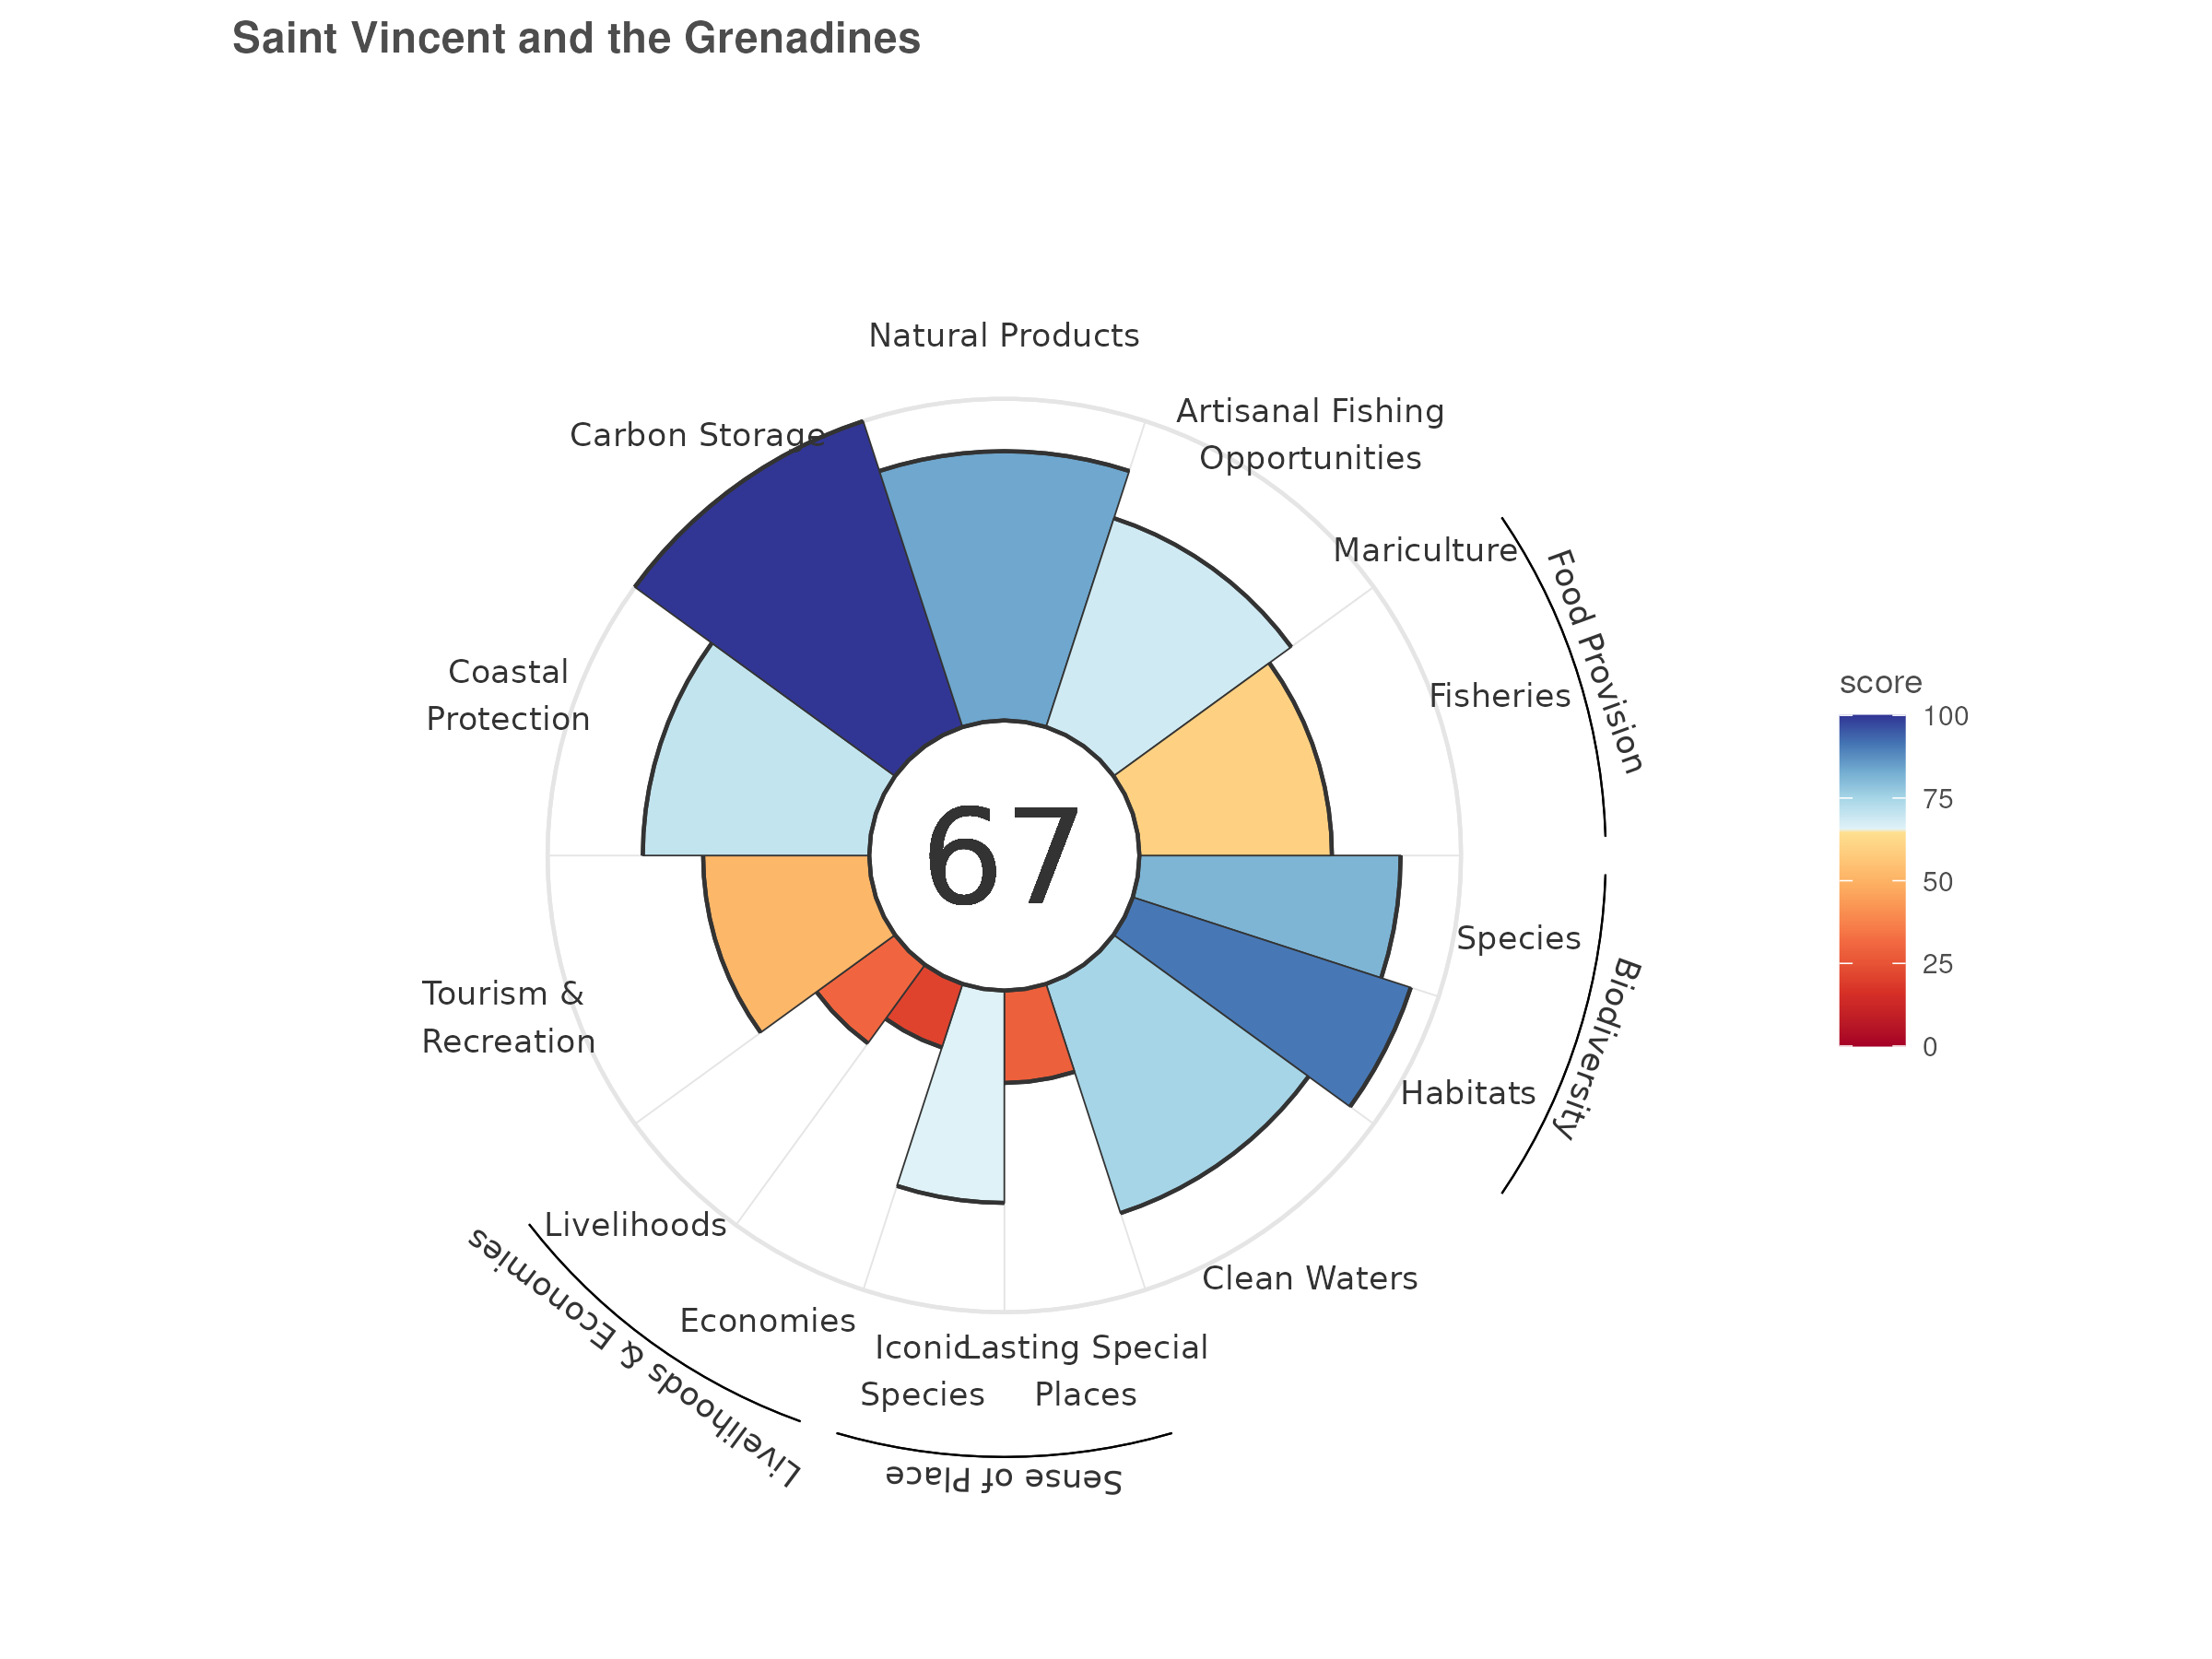 Saint Vincent and the Grenadines
Natural Products
Artisanal Fishing
Opportunities
Carbon Storage
Mariculture
Food Provision
Fisheries
Coastal
Protection
67
score
100
75
50
25
0
Species
Biodiversity
Habitats
Tourism &
Recreation
Livelihoods
Livelihoods & Economies
Economies
Clean Waters
Iconic
Species
Lasting Special
Places
Sense of Place